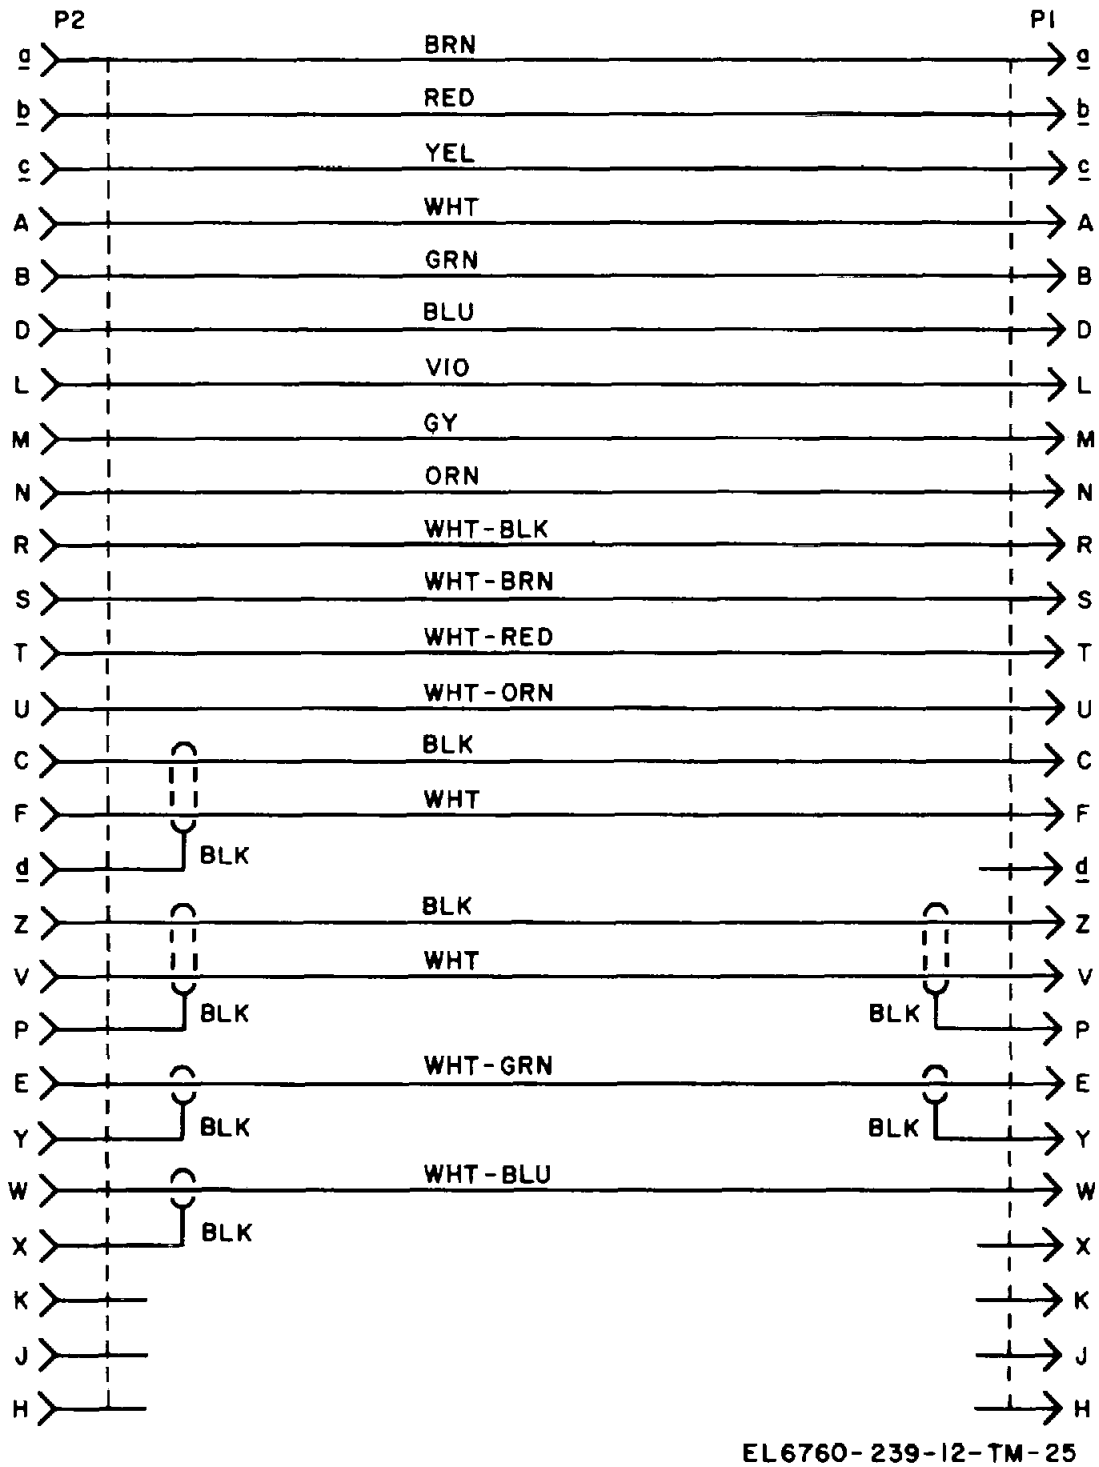 P2 P1
a BRN a
b RED b
c YEL c
A WHT A
B GRN B
D BLU D
L VIO L
M GY M
N ORN N
R WHT-BLK R
S WHT-BRN S
T WHT-RED T
U WHT-ORN U
C BLK C
F WHT F
d BLK d
Z BLK Z
V WHT V
P BLK BLK P
E WHT-GRN E
Y BLK BLK Y
W WHT-BLU W
X BLK X
K K
J J
H H
EL6760-239-12-TM-25